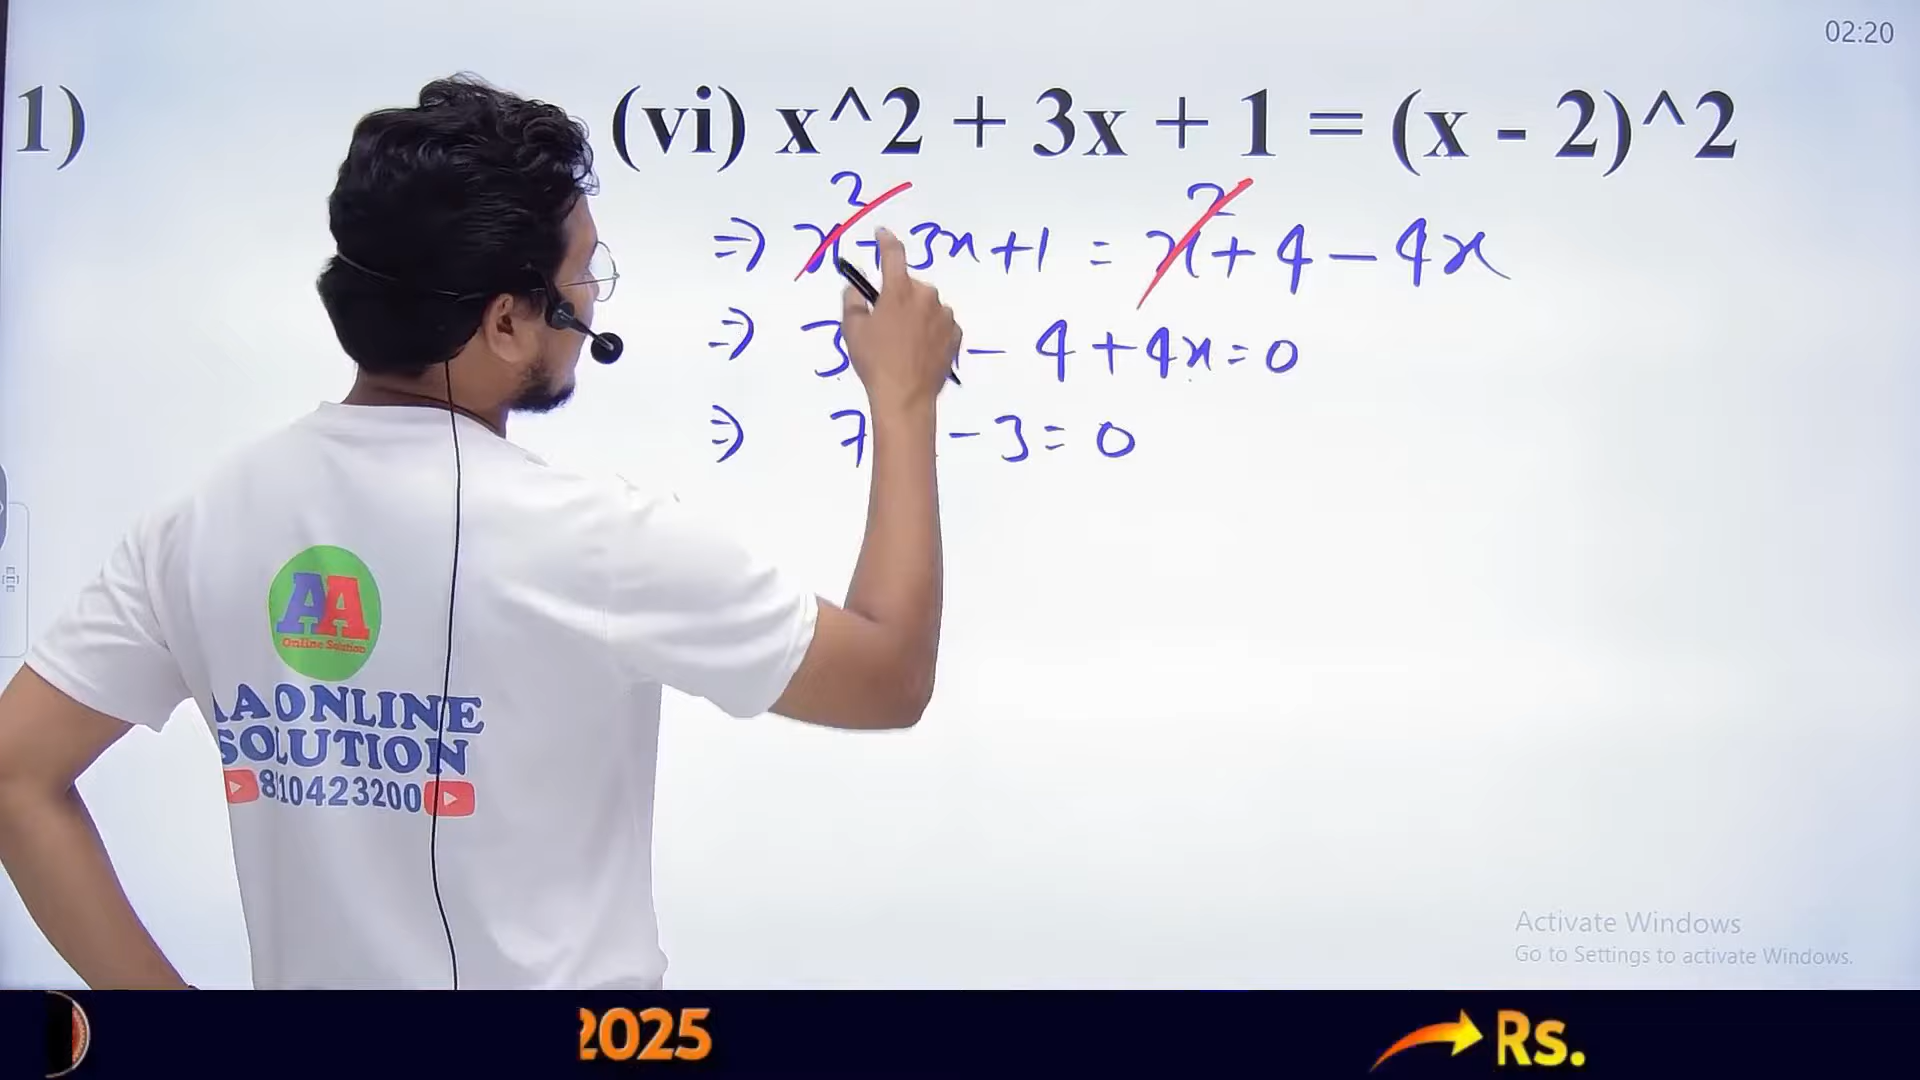 02:20
1)
(vi) x^2 + 3x + 1 = (x - 2)^2
⇒ x² + 3x + 1 = x² + 4 - 4x
⇒ 3 - 4 + 4x = 0
⇒ 7 - 3 = 0
AA
Online Solution
AAONLINE
SOLUTION
810423200
Activate Windows
Go to Settings to activate Windows.
2025
Rs.